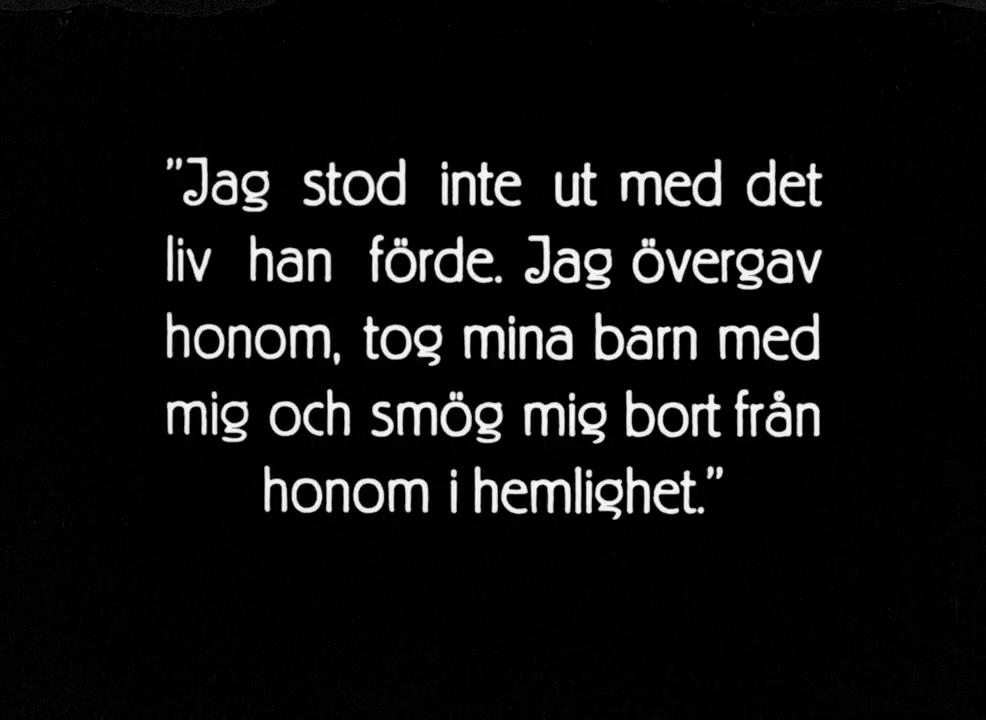 ”Jag stod inte ut med det
liv han förde. Jag övergav
honom, tog mina barn med
mig och smög mig bort från
honom i hemlighet.”